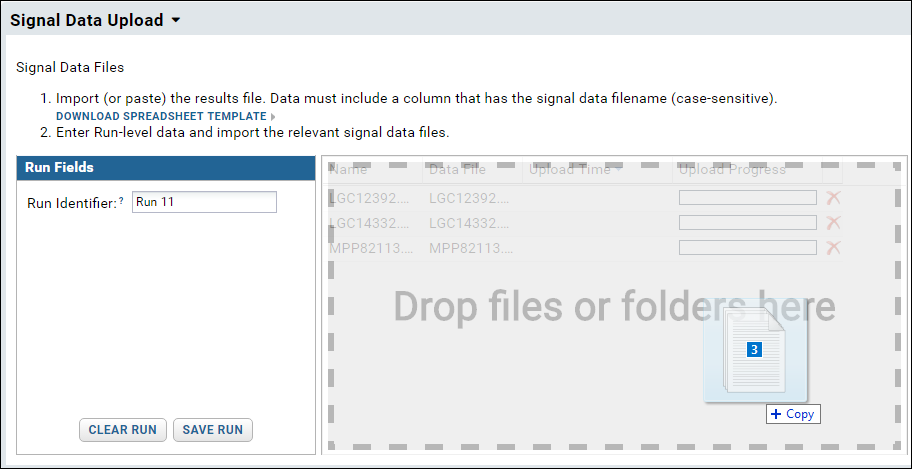 Signal Data Upload
Signal Data Files
1. Import (or paste) the results file. Data must include a column that has the signal data filename (case-sensitive).
DOWNLOAD SPREADSHEET TEMPLATE
2. Enter Run-level data and import the relevant signal data files.
Run Fields
Run Identifier: ? Run 11
CLEAR RUN SAVE RUN
Name Data File Upload Time Upload Progress
LGC12392.... LGC12392....
LGC14332.... LGC14332....
MPP82113.... MPP82113....
Drop files or folders here
3
+ Copy